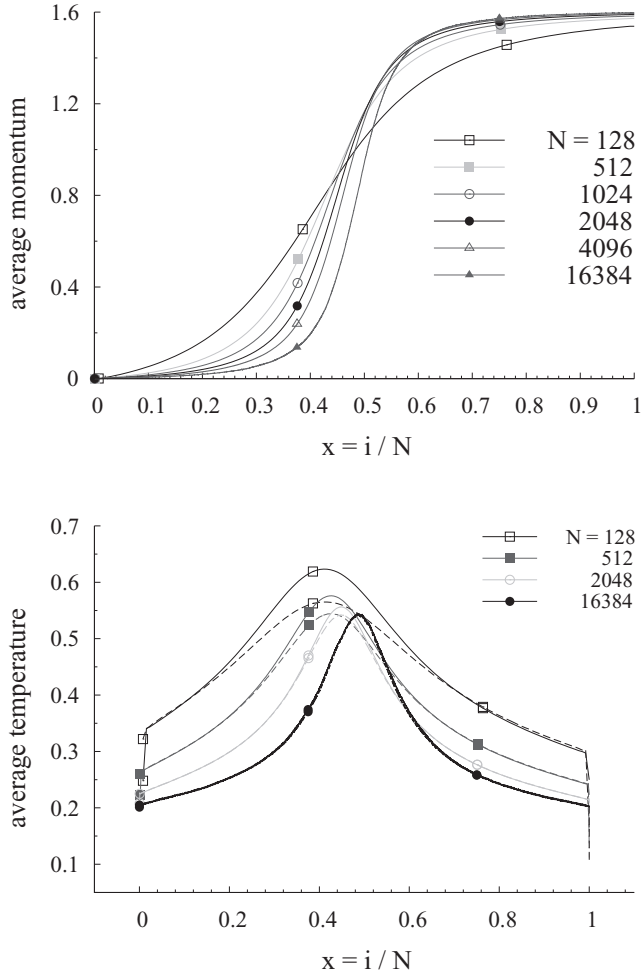 1.6
1.2
0.8
0.4
0
average momentum
N = 128
512
1024
2048
4096
16384
0 0.1 0.2 0.3 0.4 0.5 0.6 0.7 0.8 0.9 1
x = i / N
0.7
0.6
0.5
0.4
0.3
0.2
0.1
average temperature
N = 128
512
2048
16384
0 0.2 0.4 0.6 0.8 1
x = i / N